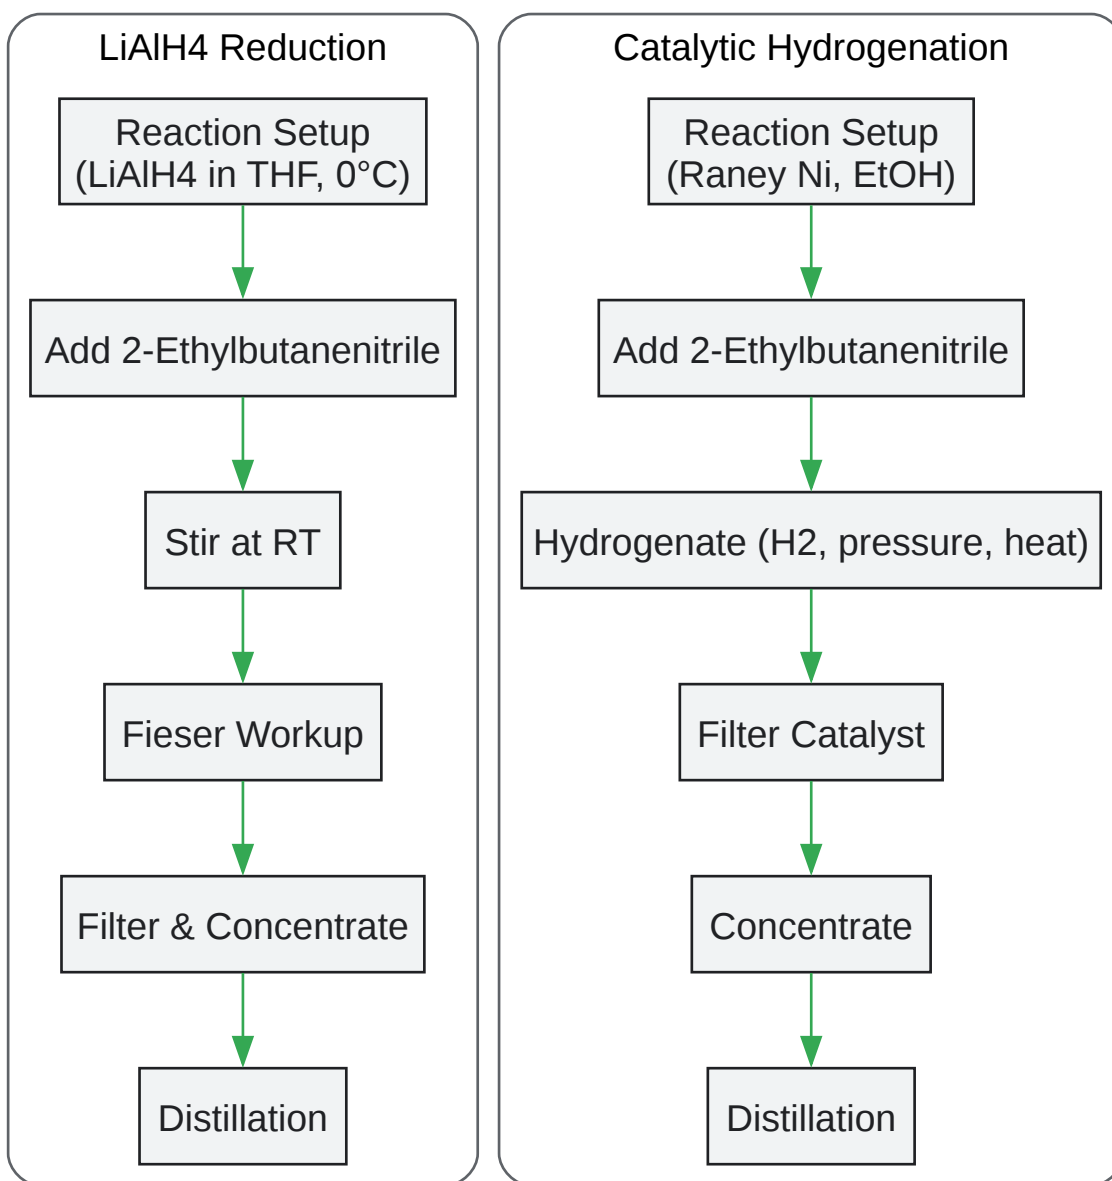 LiAlH4 Reduction
Reaction Setup
(LiAlH4 in THF, 0°C)
Add 2-Ethylbutanenitrile
Stir at RT
Fieser Workup
Filter & Concentrate
Distillation
Catalytic Hydrogenation
Reaction Setup
(Raney Ni, EtOH)
Add 2-Ethylbutanenitrile
Hydrogenate (H2, pressure, heat)
Filter Catalyst
Concentrate
Distillation